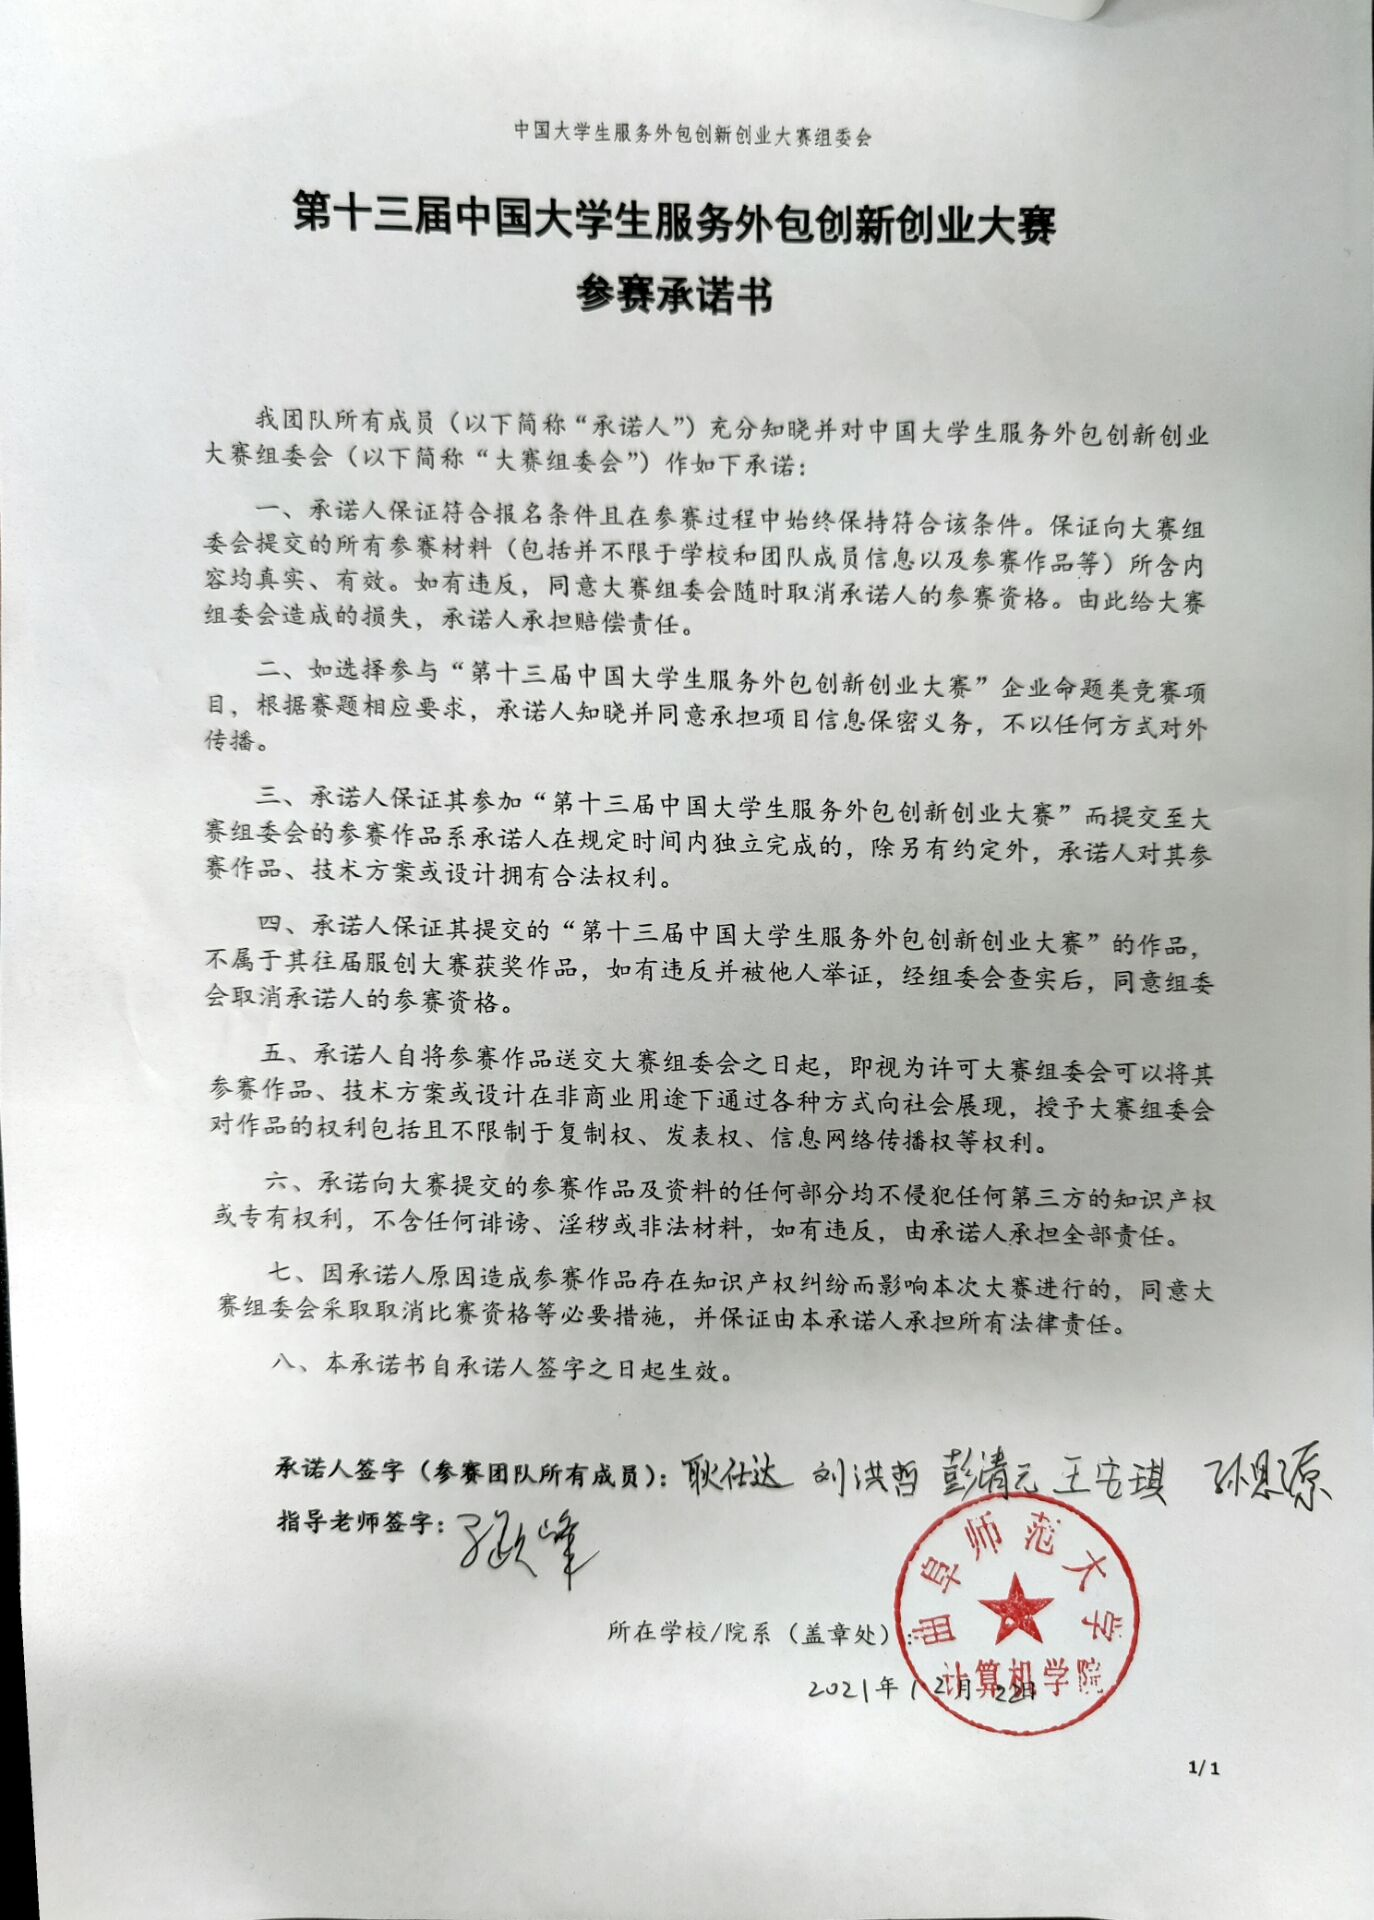 中国大学生服务外包创新创业大赛组委会
第十三届中国大学生服务外包创新创业大赛
参赛承诺书
我团队所有成员（以下简称“承诺人”）充分知晓并对中国大学生服务外包创新创业
大赛组委会（以下简称“大赛组委会”）作如下承诺：
一、承诺人保证符合报名条件且在参赛过程中始终保持符合该条件。保证向大赛组
委会提交的所有参赛材料（包括并不限于学校和团队成员信息以及参赛作品等）所含内
容均真实、有效。如有违反，同意大赛组委会随时取消承诺人的参赛资格。由此给大赛
组委会造成的损失，承诺人承担赔偿责任。
二、如选择参与“第十三届中国大学生服务外包创新创业大赛”企业命题类竞赛项
目，根据赛题相应要求，承诺人知晓并同意承担项目信息保密义务，不以任何方式对外
传播。
三、承诺人保证其参加“第十三届中国大学生服务外包创新创业大赛”而提交至大
赛组委会的参赛作品系承诺人在规定时间内独立完成的，除另有约定外，承诺人对其参
赛作品、技术方案或设计拥有合法权利。
四、承诺人保证其提交的“第十三届中国大学生服务外包创新创业大赛”的作品，
不属于其往届服创大赛获奖作品，如有违反并被他人举证，经组委会查实后，同意组委
会取消承诺人的参赛资格。
五、承诺人自将参赛作品送交大赛组委会之日起，即视为许可大赛组委会可以将其
参赛作品、技术方案或设计在非商业用途下通过各种方式向社会展现，授予大赛组委会
对作品的权利包括且不限制于复制权、发表权、信息网络传播权等权利。
六、承诺向大赛提交的参赛作品及资料的任何部分均不侵犯任何第三方的知识产权
或专有权利，不含任何诽谤、淫秽或非法材料，如有违反，由承诺人承担全部责任。
七、因承诺人原因造成参赛作品存在知识产权纠纷而影响本次大赛进行的，同意大
赛组委会采取取消比赛资格等必要措施，并保证由本承诺人承担所有法律责任。
八、本承诺书自承诺人签字之日起生效。
承诺人签字（参赛团队所有成员）：耿仕达 刘洪哲 彭清元 王安琪 孙思源
指导老师签字：峰
曲阜师范大学
所在学校/院系（盖章处）：
计算机学院
2021年12月22日
1/1